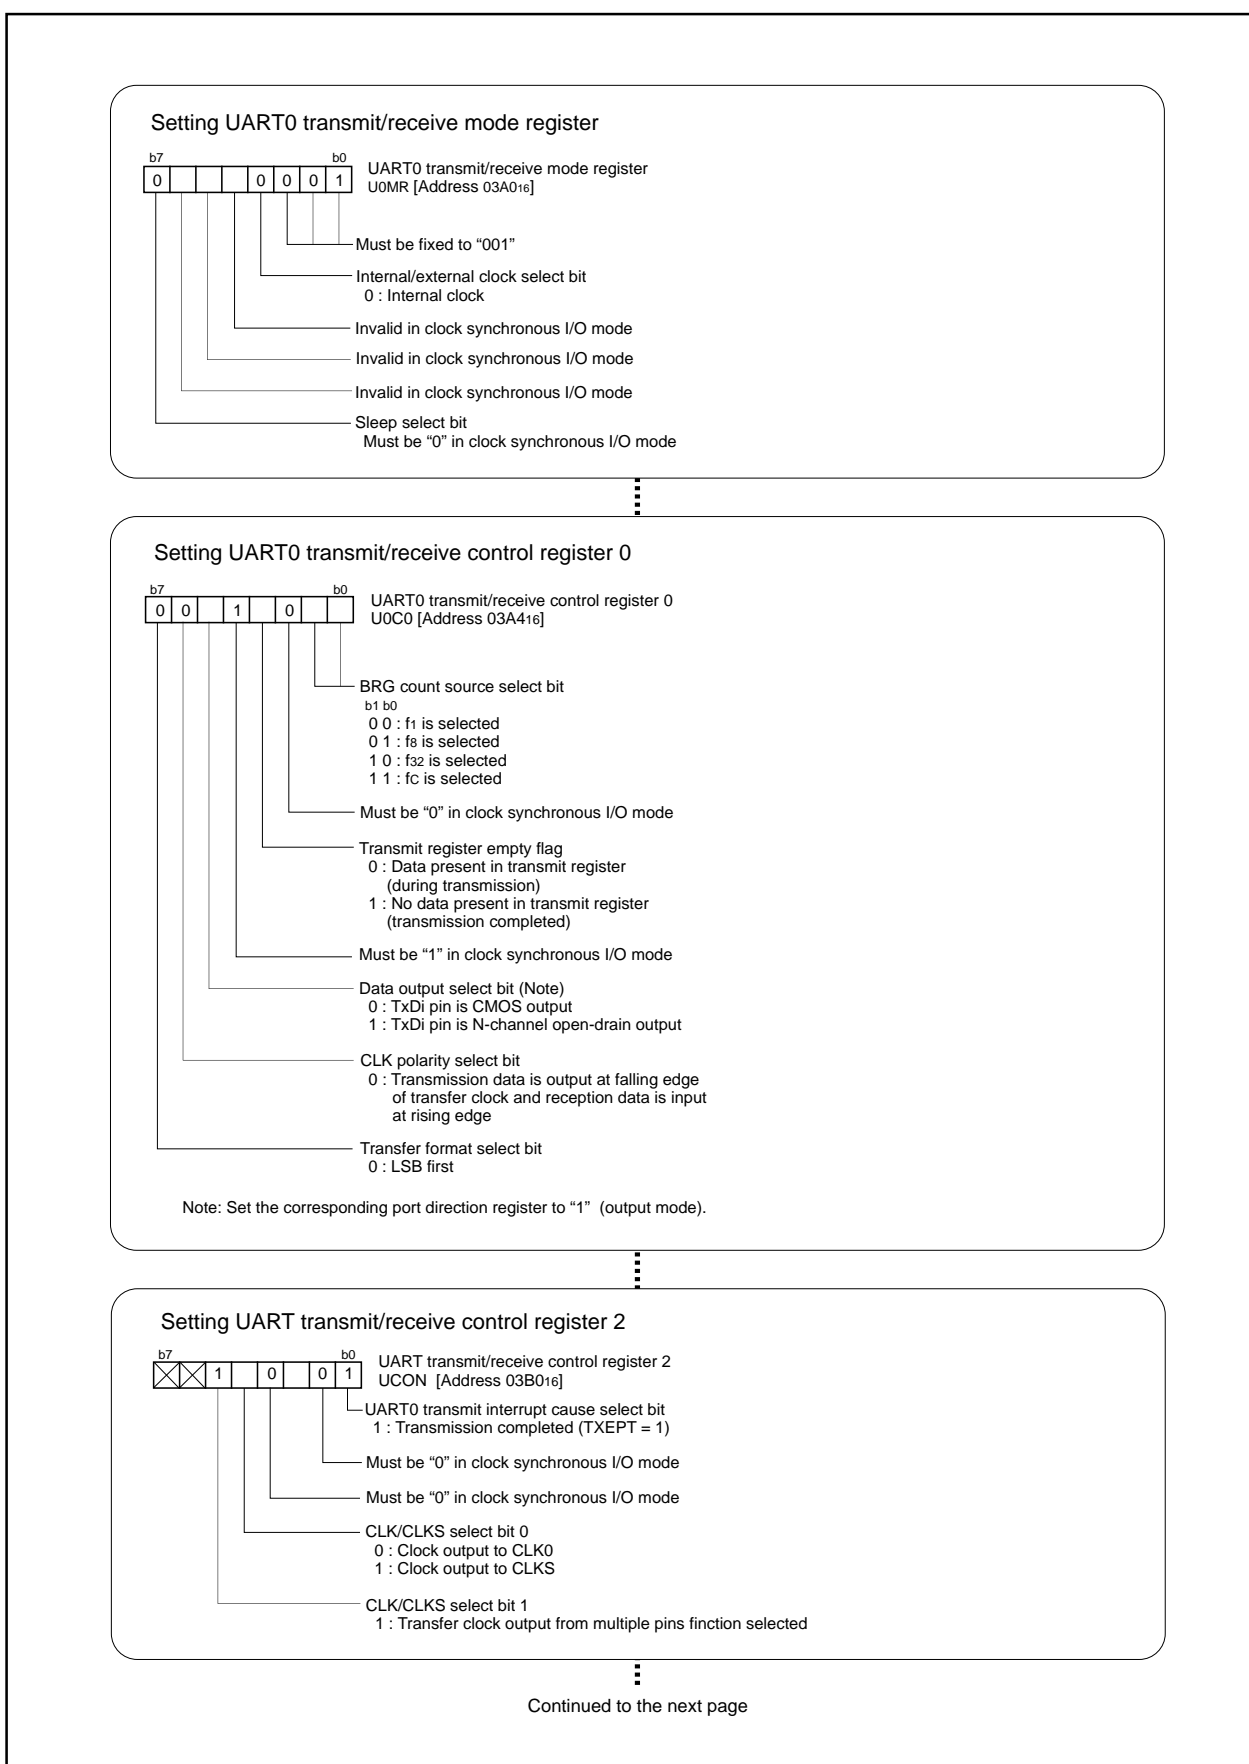 Setting UART0 transmit/receive mode register
b7 b0
0 0 0 0 1
UART0 transmit/receive mode register
U0MR [Address 03A016]
Must be fixed to “001”
Internal/external clock select bit
0 : Internal clock
Invalid in clock synchronous I/O mode
Invalid in clock synchronous I/O mode
Invalid in clock synchronous I/O mode
Sleep select bit
Must be “0” in clock synchronous I/O mode
Setting UART0 transmit/receive control register 0
b7 b0
0 0 1 0
UART0 transmit/receive control register 0
U0C0 [Address 03A416]
BRG count source select bit
b1 b0
0 0 : f1 is selected
0 1 : f8 is selected
1 0 : f32 is selected
1 1 : fC is selected
Must be “0” in clock synchronous I/O mode
Transmit register empty flag
0 : Data present in transmit register
(during transmission)
1 : No data present in transmit register
(transmission completed)
Must be “1” in clock synchronous I/O mode
Data output select bit (Note)
0 : TxDi pin is CMOS output
1 : TxDi pin is N-channel open-drain output
CLK polarity select bit
0 : Transmission data is output at falling edge
of transfer clock and reception data is input
at rising edge
Transfer format select bit
0 : LSB first
Note: Set the corresponding port direction register to “1” (output mode).
Setting UART transmit/receive control register 2
b7 b0
1 0 0 1
UART transmit/receive control register 2
UCON [Address 03B016]
UART0 transmit interrupt cause select bit
1 : Transmission completed (TXEPT = 1)
Must be “0” in clock synchronous I/O mode
Must be “0” in clock synchronous I/O mode
CLK/CLKS select bit 0
0 : Clock output to CLK0
1 : Clock output to CLKS
CLK/CLKS select bit 1
1 : Transfer clock output from multiple pins finction selected
Continued to the next page